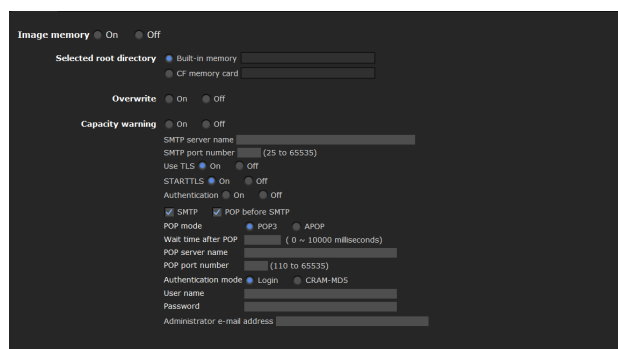 Image memory On Off
Selected root directory Built-in memory
CF memory card
Overwrite On Off
Capacity warning On Off
SMTP server name
SMTP port number (25 to 65535)
Use TLS On Off
STARTTLS On Off
Authentication On Off
SMTP POP before SMTP
POP mode POP3 APOP
Wait time after POP ( 0 ~ 10000 milliseconds)
POP server name
POP port number (110 to 65535)
Authentication mode Login CRAM-MD5
User name
Password
Administrator e-mail address